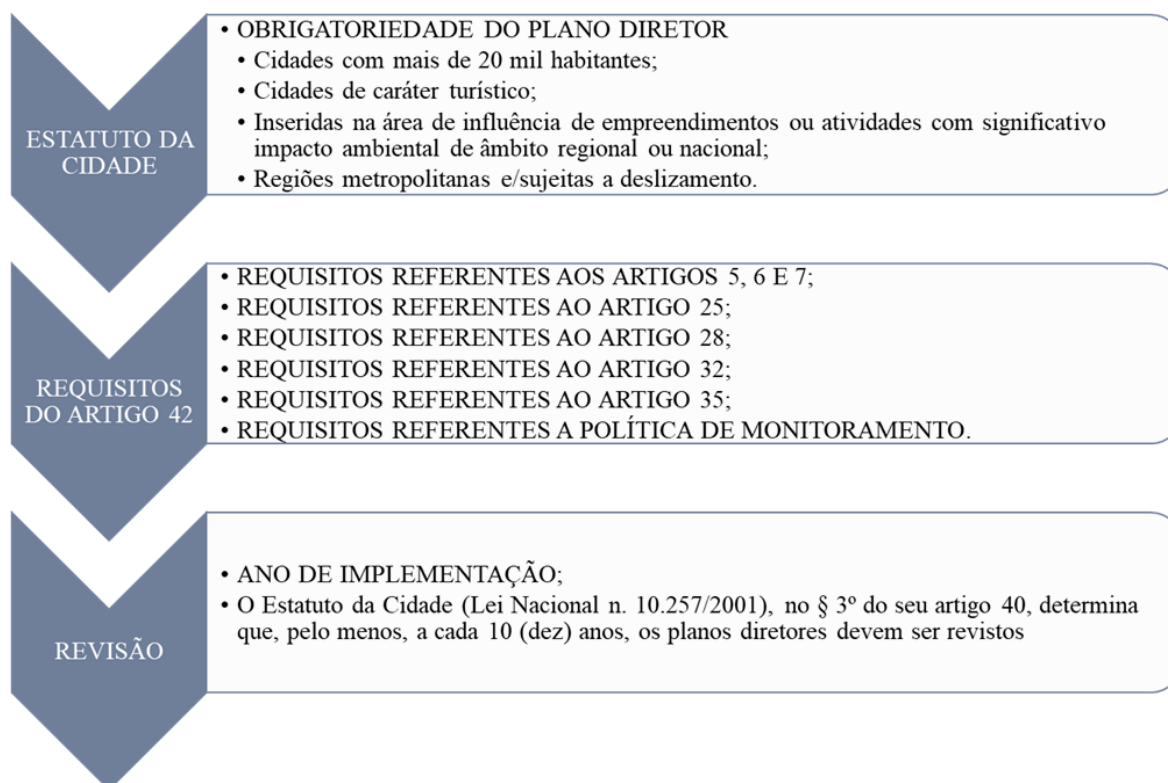 ESTATUTO DA
CIDADE
• OBRIGATORIEDADE DO PLANO DIRETOR
• Cidades com mais de 20 mil habitantes;
• Cidades de caráter turístico;
• Inseridas na área de influência de empreendimentos ou atividades com significativo
impacto ambiental de âmbito regional ou nacional;
• Regiões metropolitanas e/sujeitas a deslizamento.
REQUISITOS
DO ARTIGO 42
• REQUISITOS REFERENTES AOS ARTIGOS 5, 6 E 7;
• REQUISITOS REFERENTES AO ARTIGO 25;
• REQUISITOS REFERENTES AO ARTIGO 28;
• REQUISITOS REFERENTES AO ARTIGO 32;
• REQUISITOS REFERENTES AO ARTIGO 35;
• REQUISITOS REFERENTES A POLÍTICA DE MONITORAMENTO.
REVISÃO
• ANO DE IMPLEMENTAÇÃO;
• O Estatuto da Cidade (Lei Nacional n. 10.257/2001), no § 3º do seu artigo 40, determina
que, pelo menos, a cada 10 (dez) anos, os planos diretores devem ser revistos